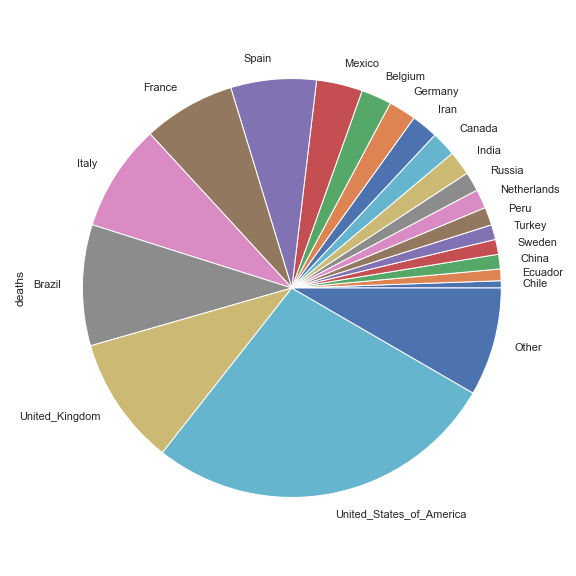 Spain
Mexico
Belgium
France
Germany
Iran
Canada
India
Italy
Russia
Netherlands
Peru
Turkey
Sweden
China
Ecuador
Chile
deaths
Brazil
Other
United_Kingdom
United_States_of_America